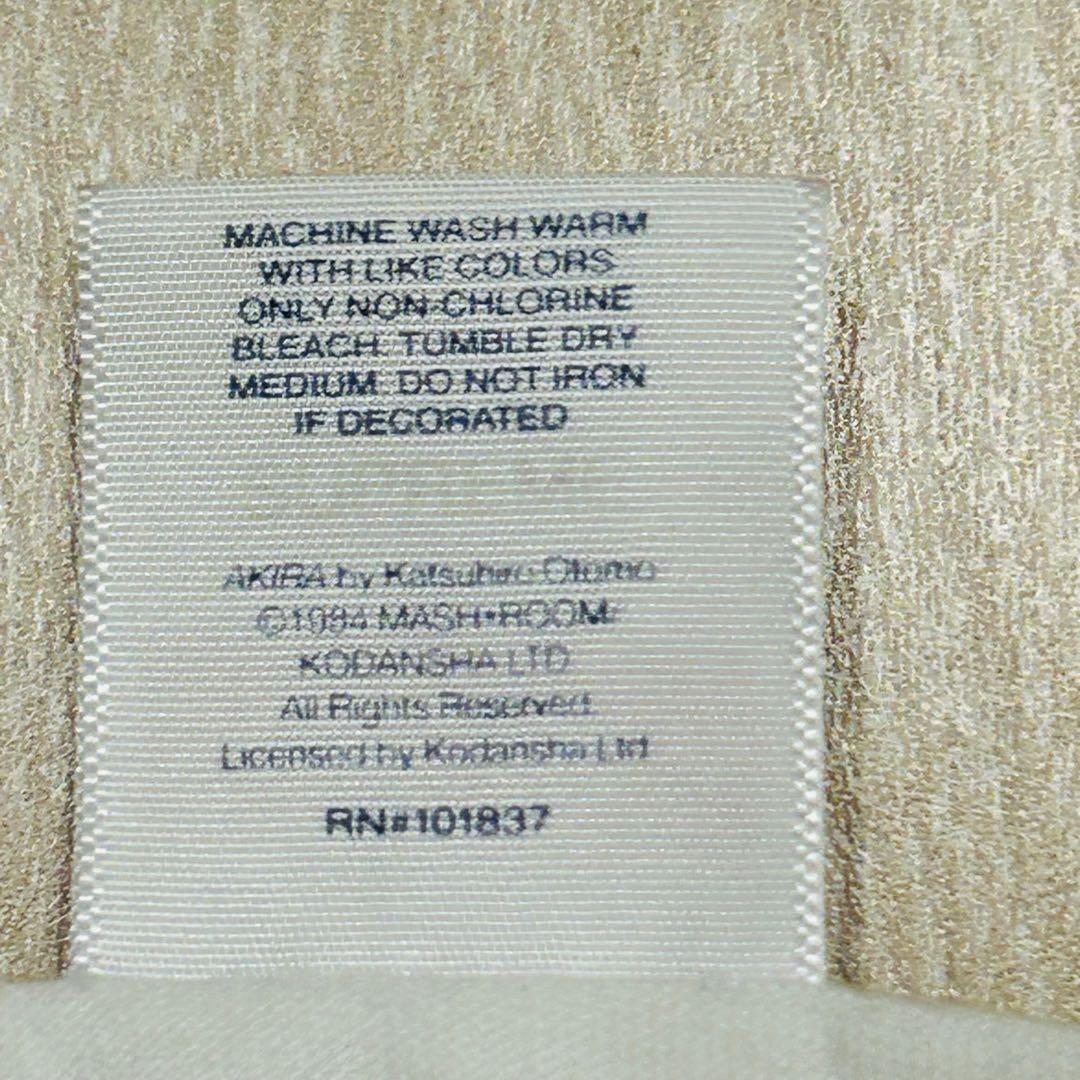 MACHINE WASH WARM
WITH LIKE COLORS
ONLY NON-CHLORINE
BLEACH. TUMBLE DRY
MEDIUM. DO NOT IRON
IF DECORATED
AKIRA by Katsuhiro Otomo
©1984 MASH•ROOM
KODANSHA LTD
All Rights Reserved.
Licensed by Kodansha Ltd
RN#101837